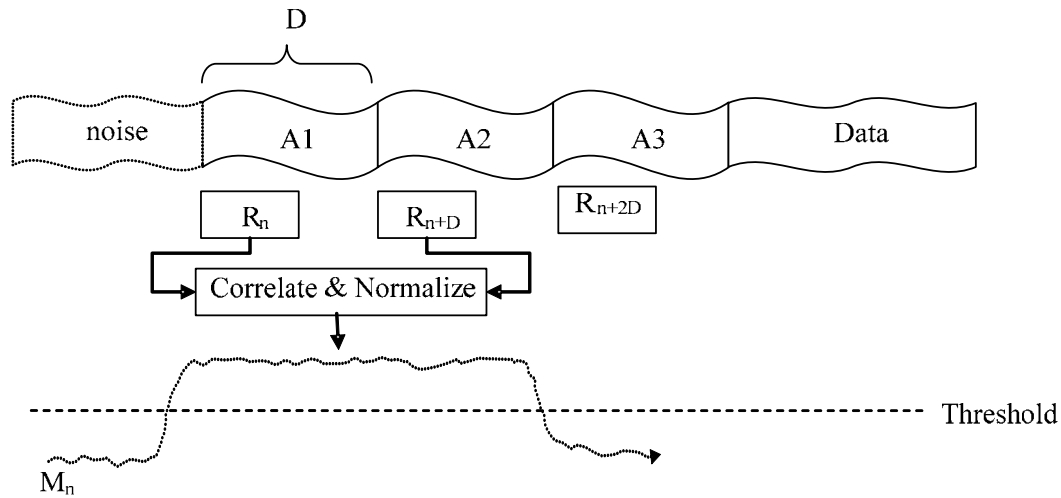 D
noise
A1
A2
A3
Data
Rn
Rn+D
Rn+2D
Correlate & Normalize
Threshold
Mn